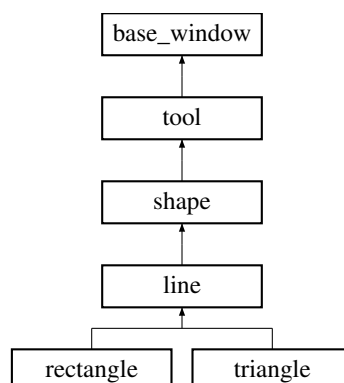 base_window
tool
shape
line
rectangle
triangle